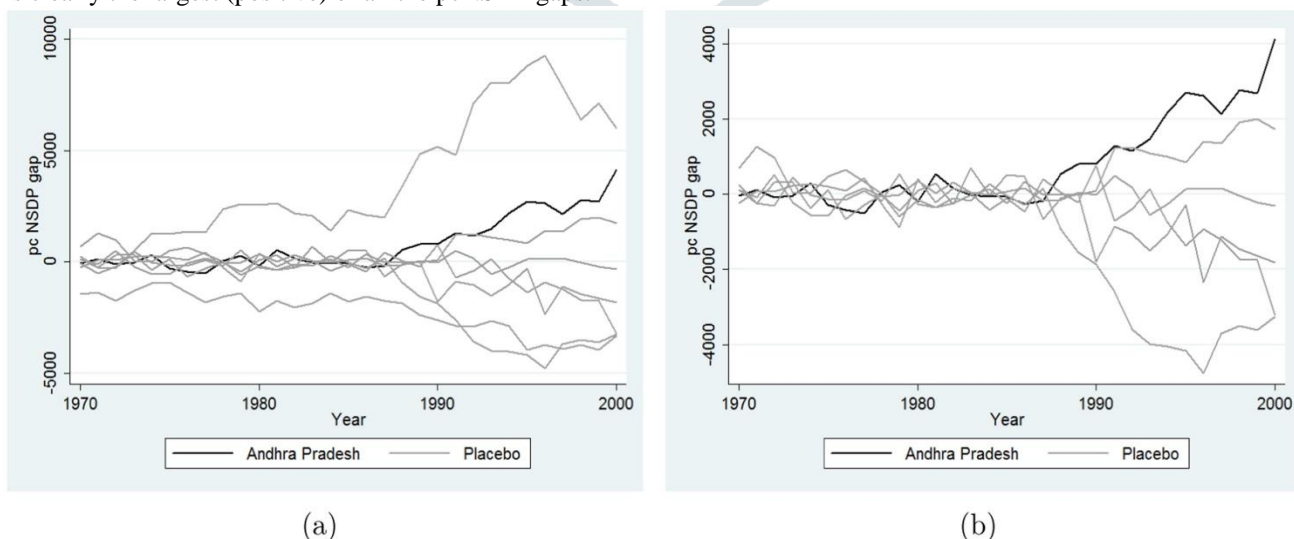 10000
5000
0
-5000
pc NSDP gap
1970
1980
1990
2000
Year
Andhra Pradesh
Placebo
(a)
4000
2000
0
-2000
-4000
pc NSDP gap
1970
1980
1990
2000
Year
Andhra Pradesh
Placebo
(b)